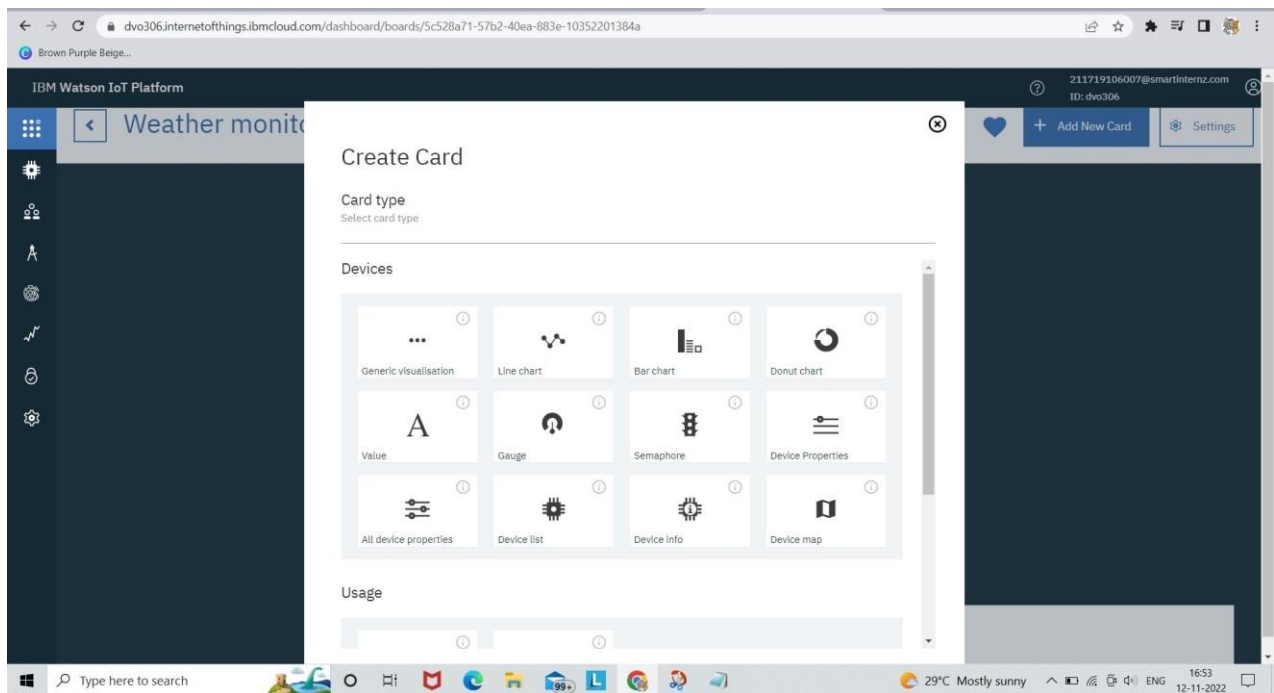 dvo306.internetofthings.ibmcloud.com/dashboard/boards/5c528a71-57b2-40ea-883e-10352201384a
Brown Purple Beige...
IBM Watson IoT Platform
211719106007@smartinternz.com
ID: dvo306
Weather monito
Add New Card
Settings
Create Card
Card type
Select card type
Devices
Generic visualisation
Line chart
Bar chart
Donut chart
A
Value
Gauge
Semaphore
Device Properties
All device properties
Device list
Device info
Device map
Usage
Type here to search
99+
L
29°C Mostly sunny
ENG
16:53
12-11-2022